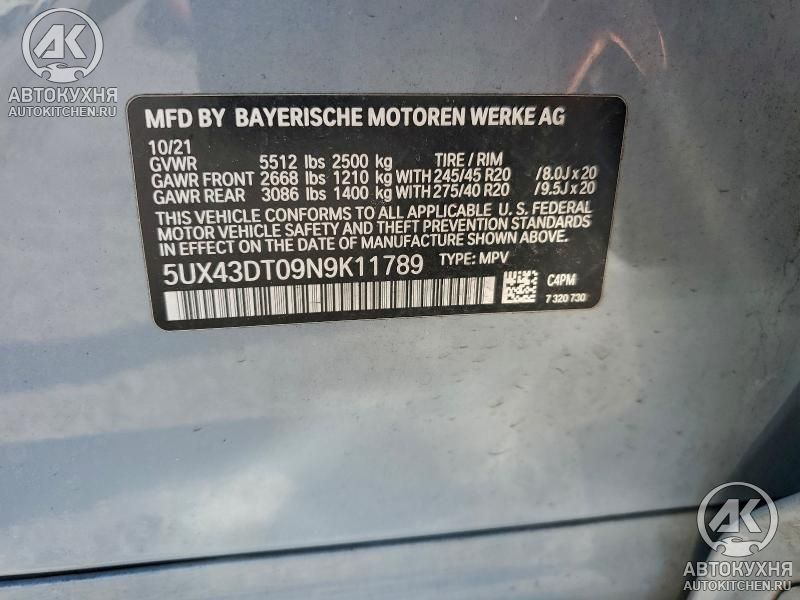 AK
АВТОКУХНЯ
AUTOKITCHEN.RU
MFD BY BAYERISCHE MOTOREN WERKE AG
10/21
GVWR 5512 lbs 2500 kg TIRE / RIM
GAWR FRONT 2668 lbs 1210 kg WITH 245/45 R20 /8.0J x 20
GAWR REAR 3086 lbs 1400 kg WITH 275/40 R20 /9.5J x 20
THIS VEHICLE CONFORMS TO ALL APPLICABLE U. S. FEDERAL
MOTOR VEHICLE SAFETY AND THEFT PREVENTION STANDARDS
IN EFFECT ON THE DATE OF MANUFACTURE SHOWN ABOVE.
5UX43DT09N9K11789 TYPE: MPV
C4PM
7 320 730
AK
АВТОКУХНЯ
AUTOKITCHEN.RU